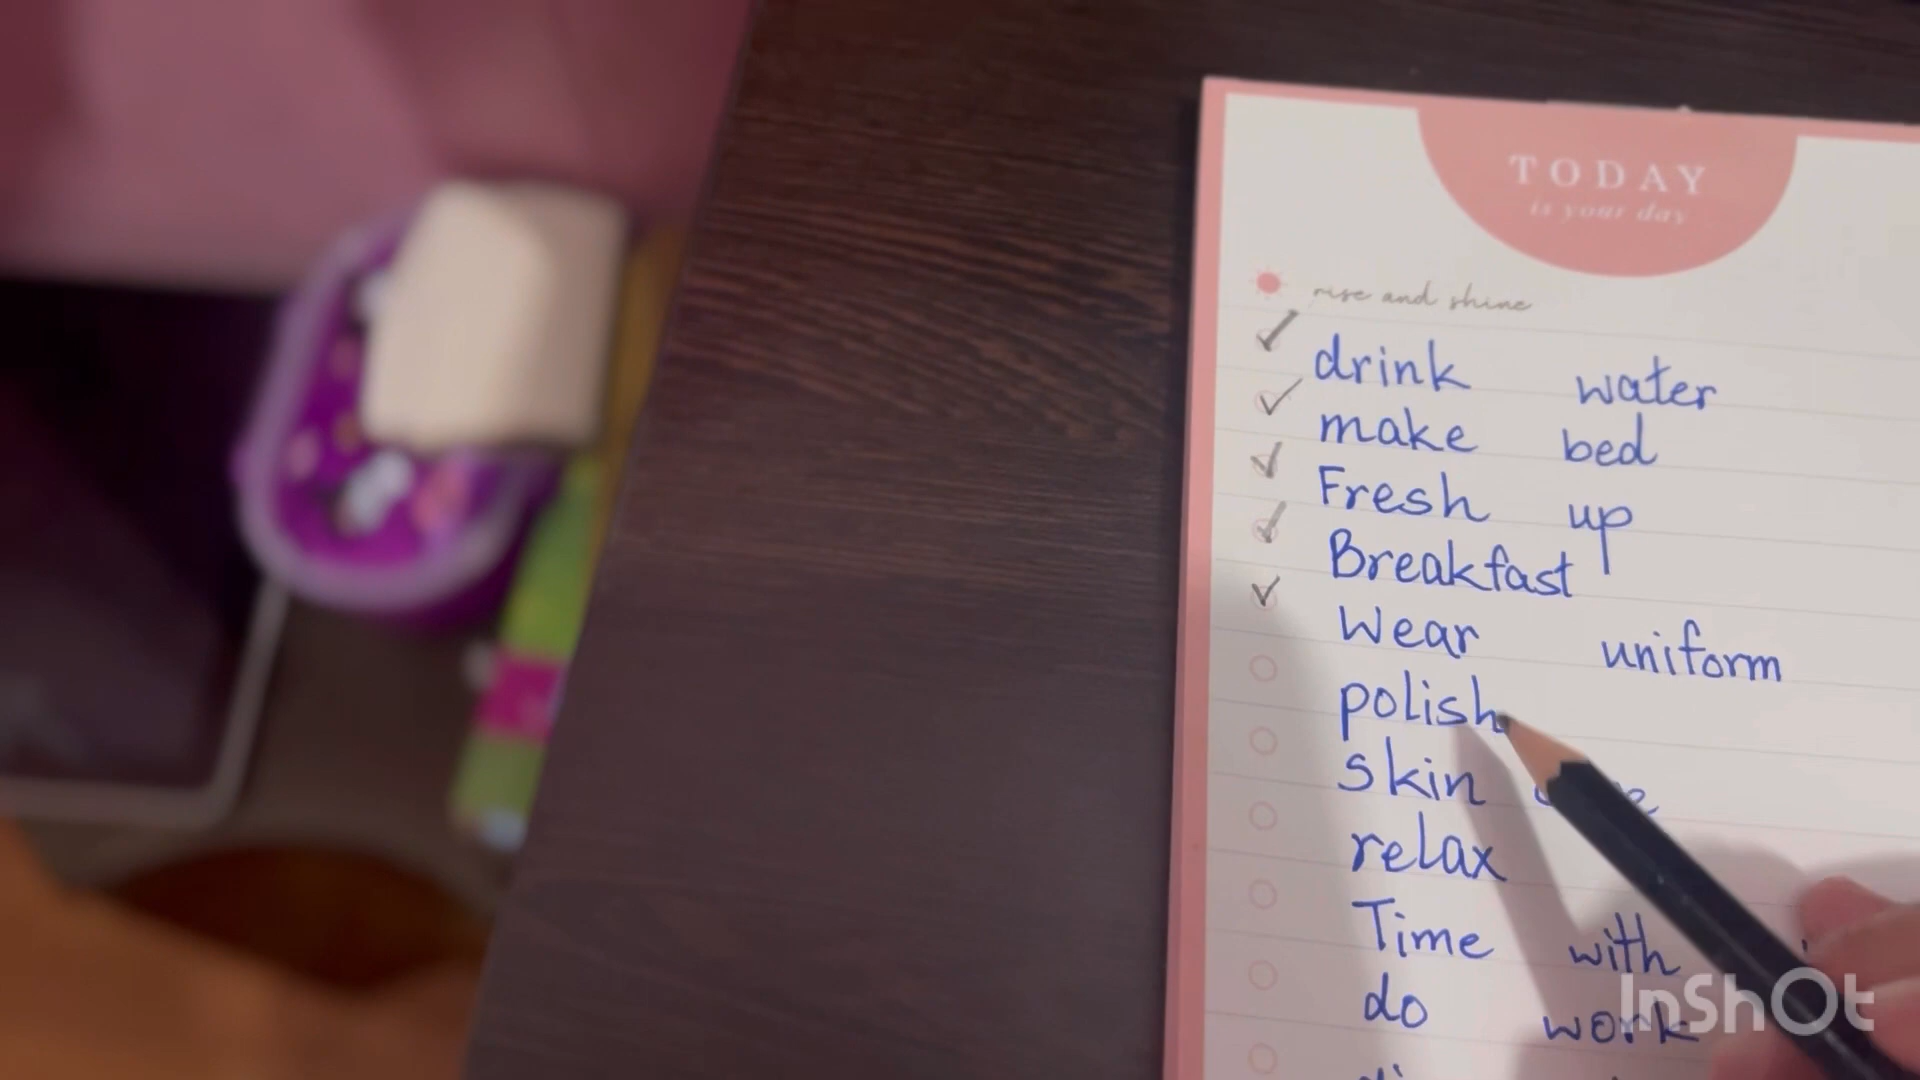 TODAY
is your day
rise and shine
drink water
make bed
Fresh up
Breakfast
Wear uniform
polish
skin
relax
Time with
do work
InShOt